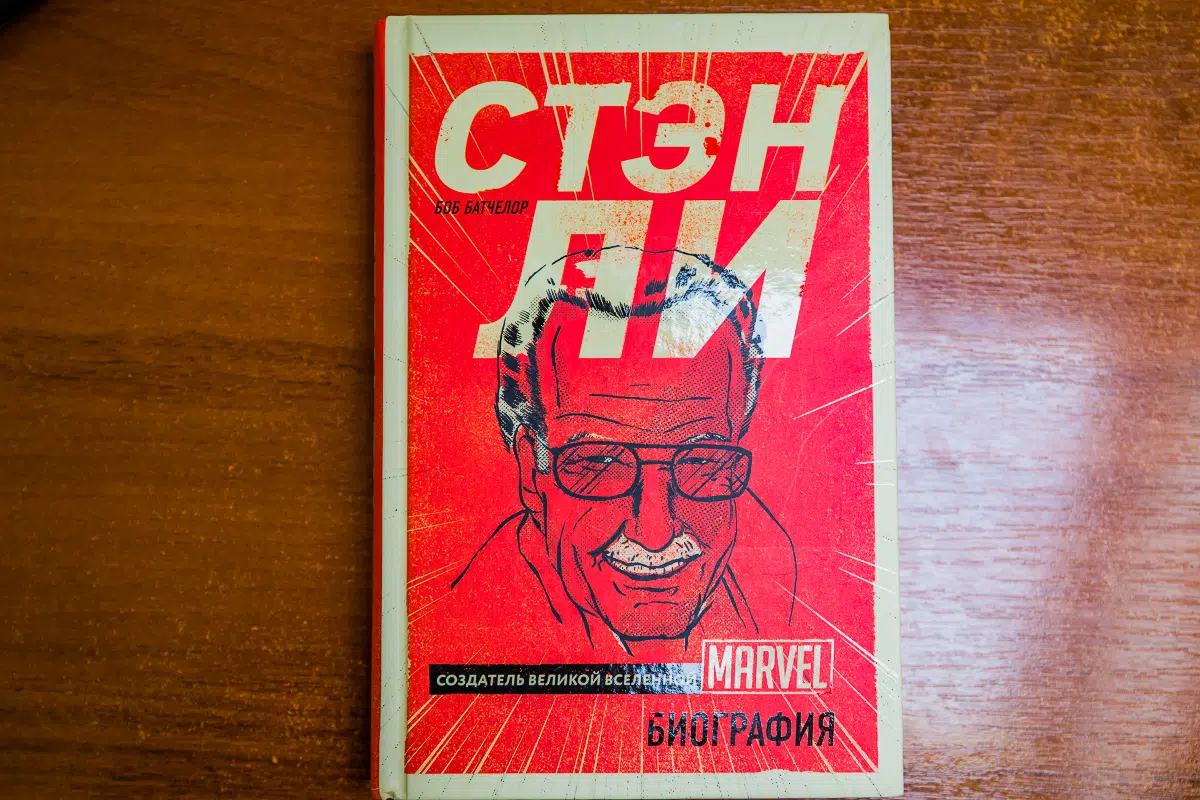 СТЭН
БОБ БАТЧЕЛОР
ЛИ
СОЗДАТЕЛЬ ВЕЛИКОЙ ВСЕЛЕННОЙ MARVEL
БИОГРАФИЯ